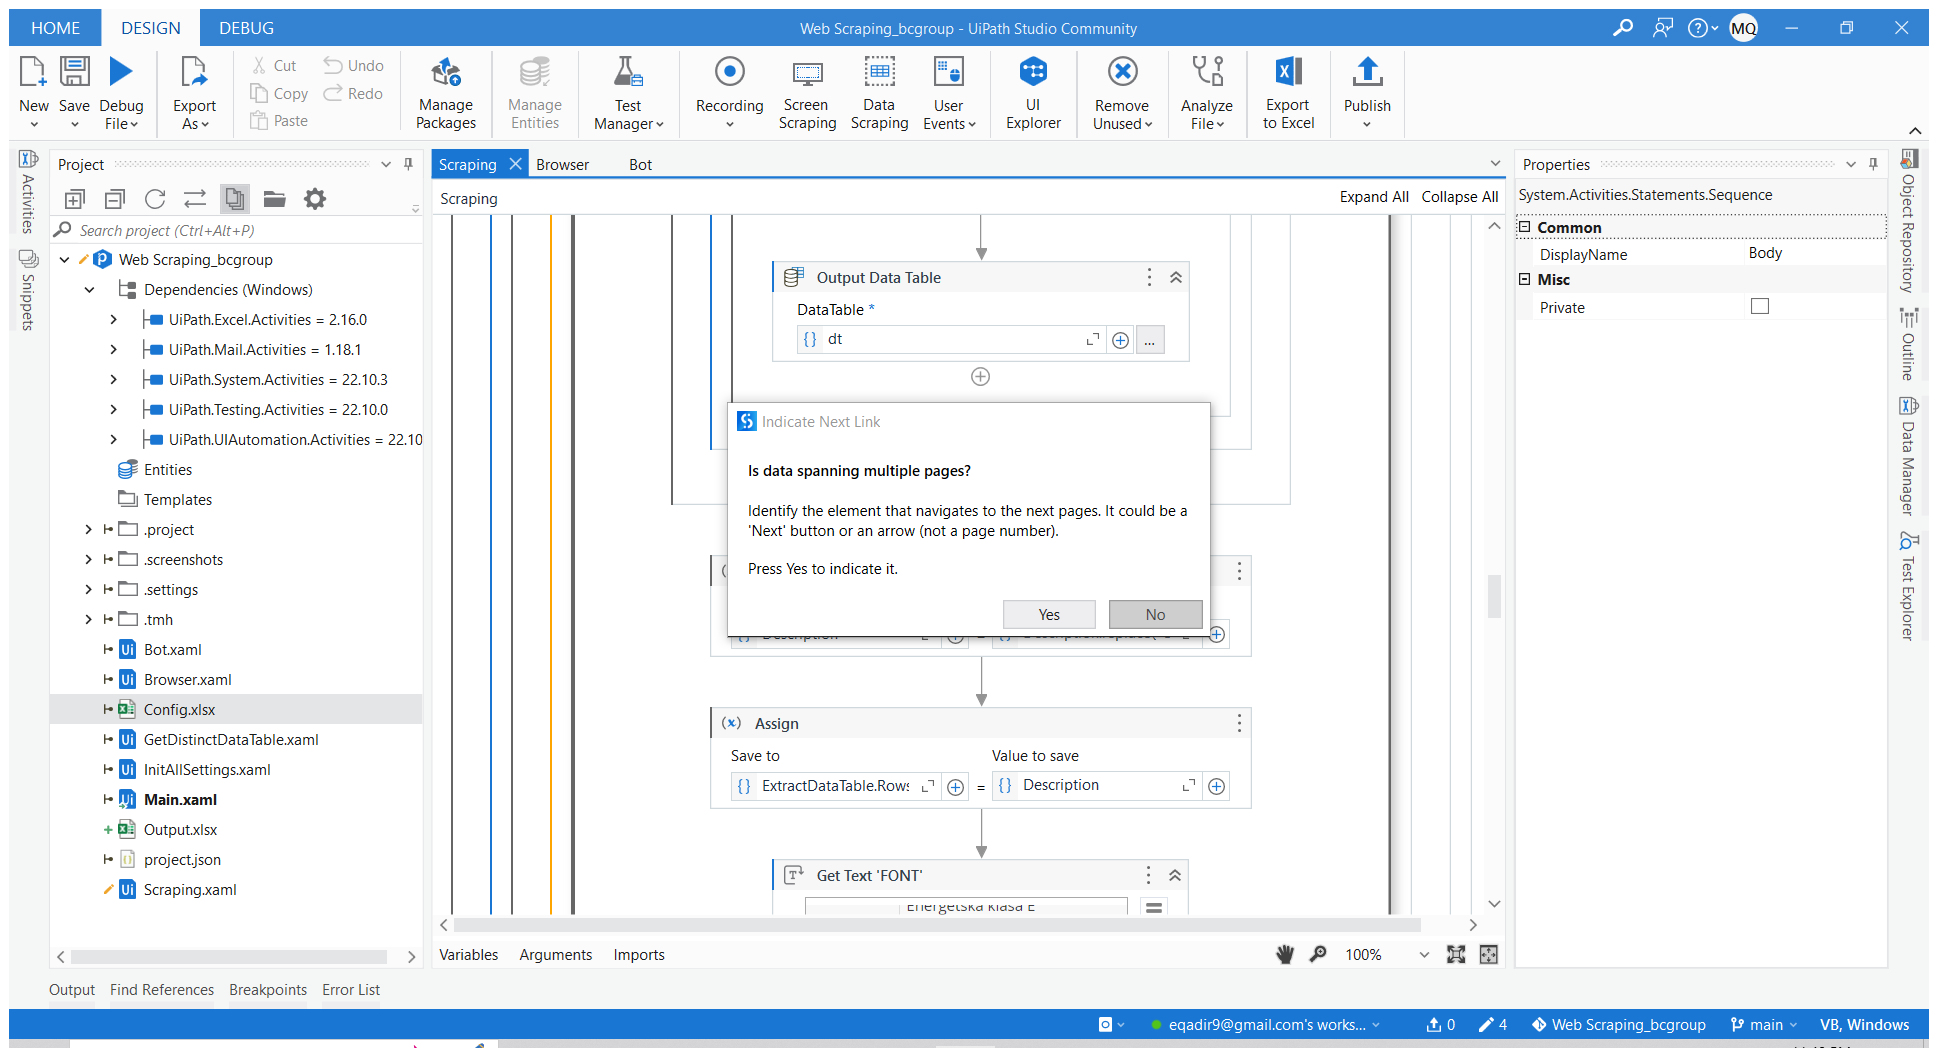 HOME DESIGN DEBUG Web Scraping_bcgroup - UiPath Studio Community MQ
New Save Debug File Export As Cut Copy Paste Undo Redo Manage Packages Manage Entities Test Manager Recording Screen Scraping Data Scraping User Events UI Explorer Remove Unused Analyze File Export to Excel Publish
Activities
Snippets
Project
Search project (Ctrl+Alt+P)
Web Scraping_bcgroup
Dependencies (Windows)
UiPath.Excel.Activities = 2.16.0
UiPath.Mail.Activities = 1.18.1
UiPath.System.Activities = 22.10.3
UiPath.Testing.Activities = 22.10.0
UiPath.UIAutomation.Activities = 22.10
Entities
Templates
.project
.screenshots
.settings
.tmh
Bot.xaml
Browser.xaml
Config.xlsx
GetDistinctDataTable.xaml
InitAllSettings.xaml
Main.xaml
Output.xlsx
project.json
Scraping.xaml
Scraping Browser Bot
Scraping Expand All Collapse All
Output Data Table
DataTable *
{} dt ...
Indicate Next Link
Is data spanning multiple pages?
Identify the element that navigates to the next pages. It could be a
'Next' button or an arrow (not a page number).
Press Yes to indicate it.
Yes No
(x) Assign
Save to Value to save
{} ExtractDataTable.Rows = {} Description
Get Text 'FONT'
Energetska klasa E
Variables Arguments Imports 100%
Properties
System.Activities.Statements.Sequence
Common
DisplayName Body
Misc
Private
Object Repository
Outline
Data Manager
Test Explorer
Output Find References Breakpoints Error List
eqadir9@gmail.com's works... 0 4 Web Scraping_bcgroup main VB, Windows